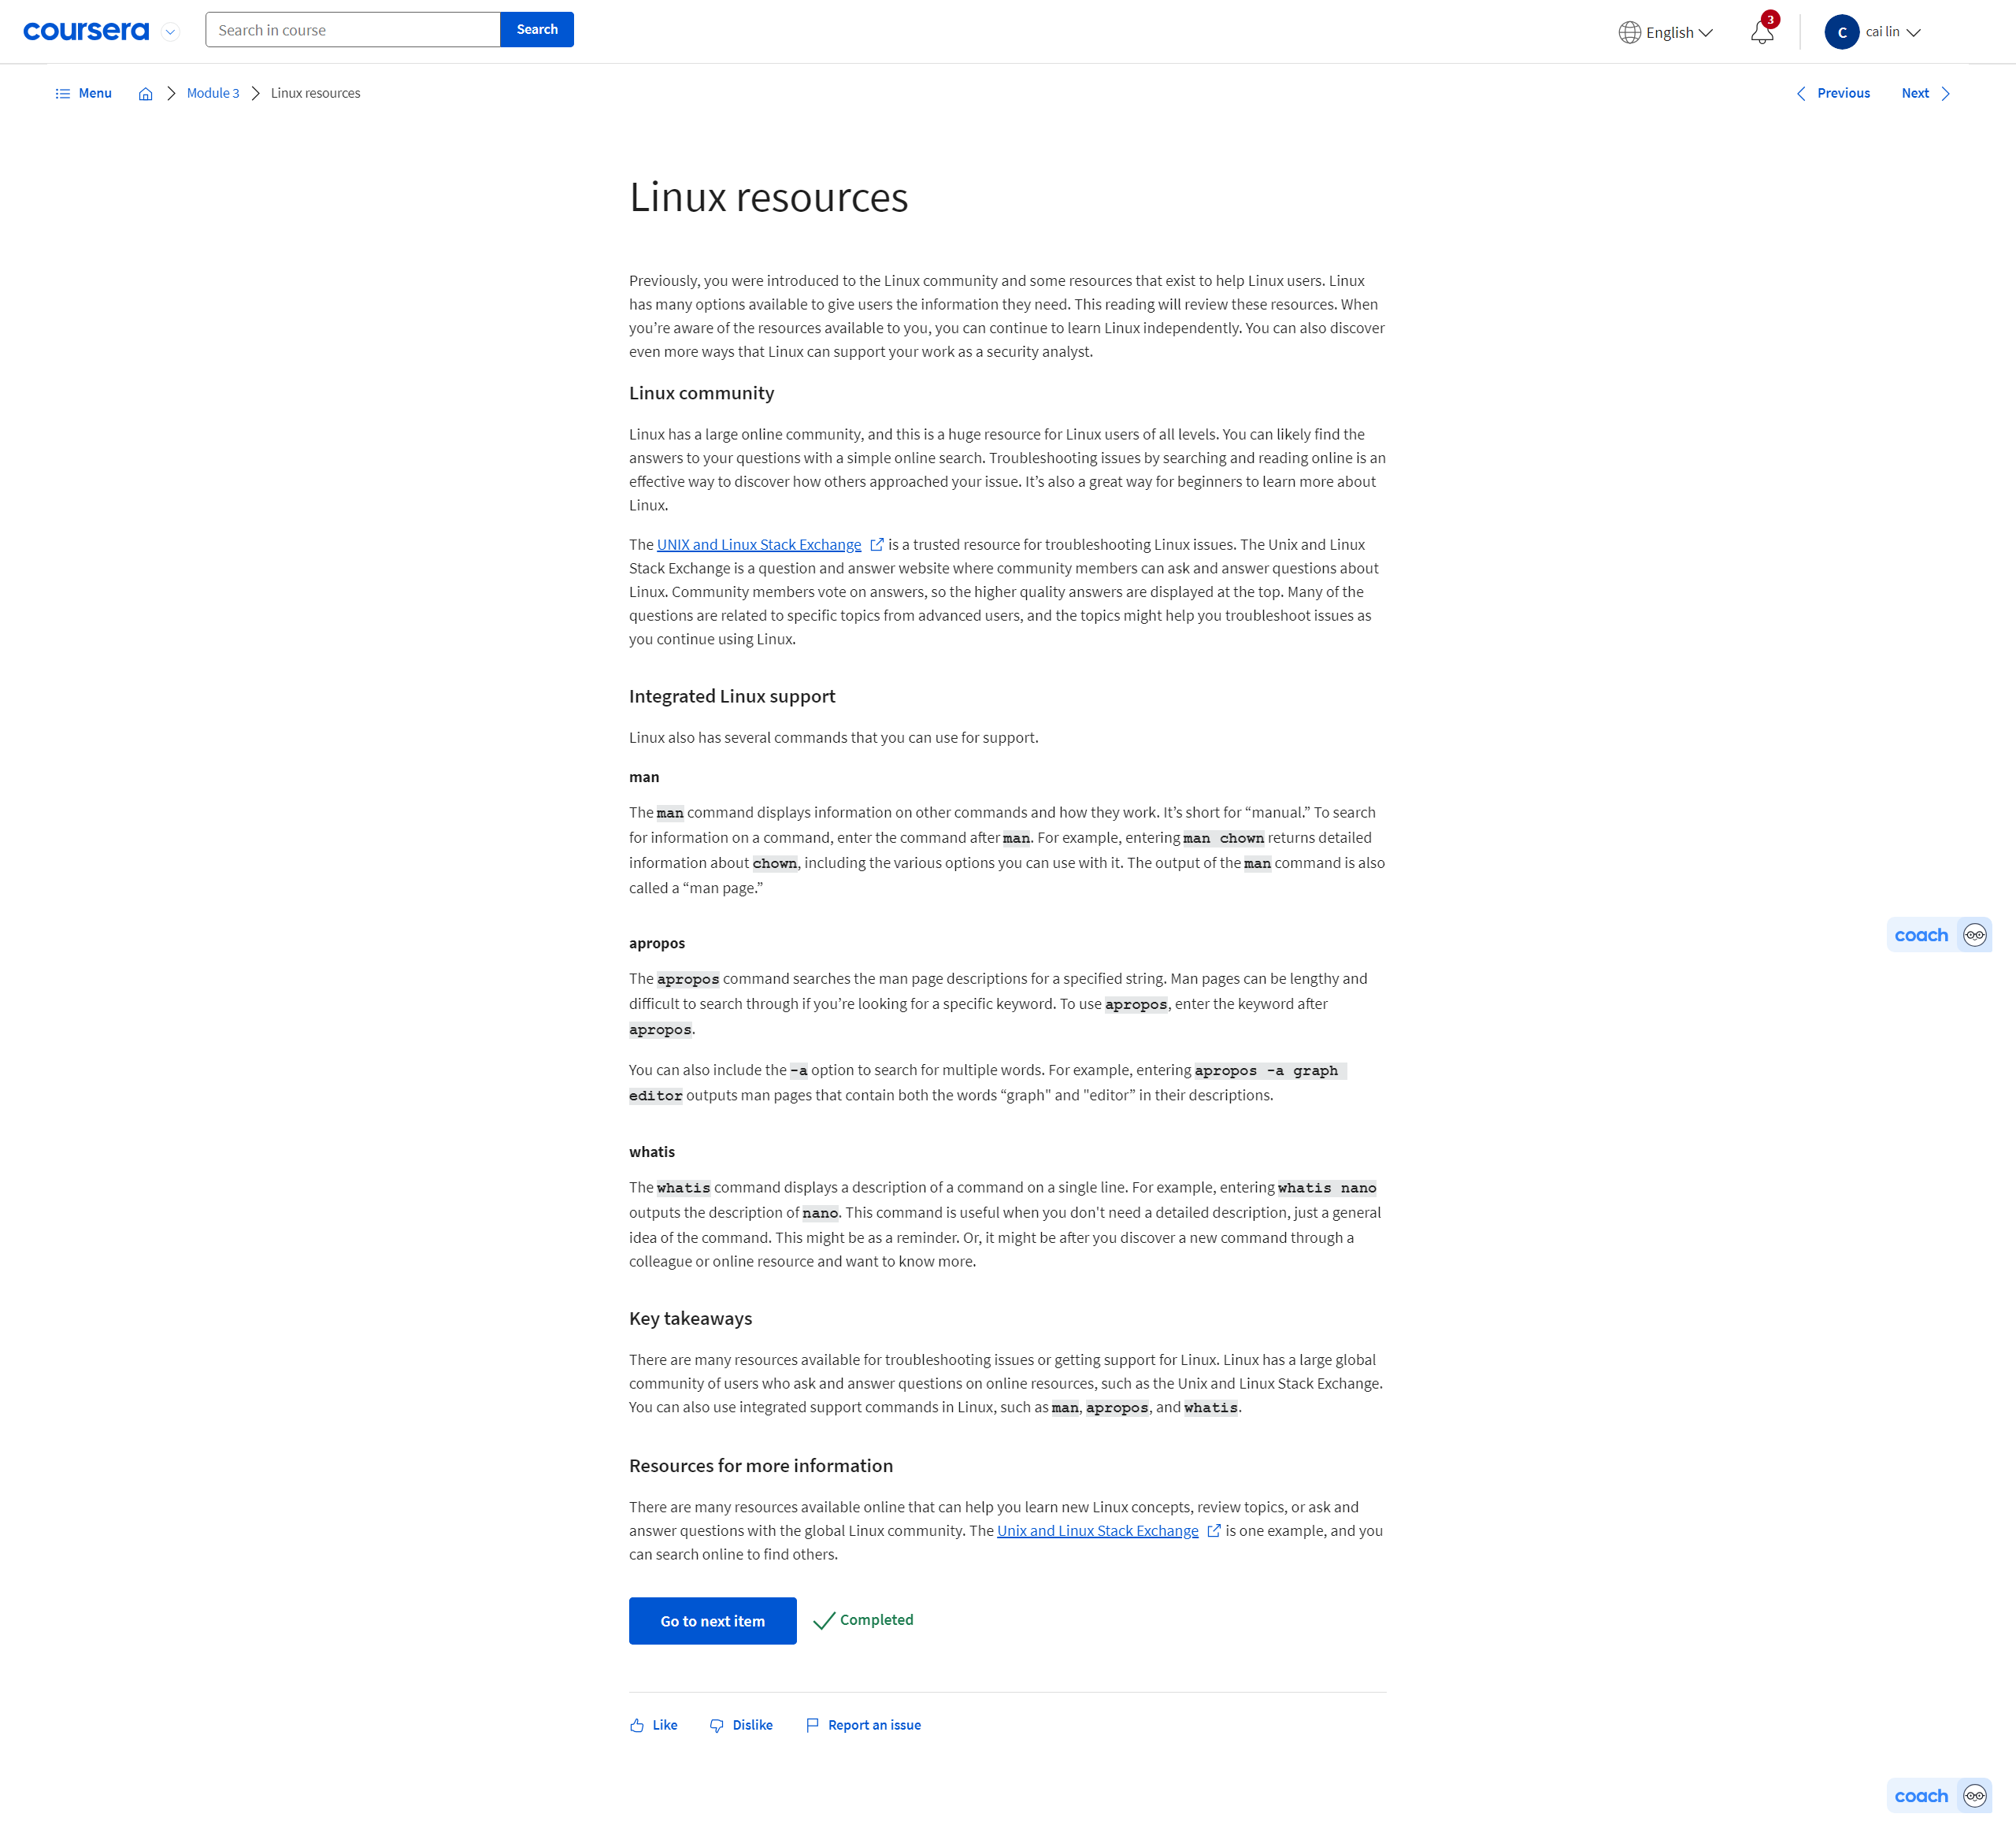 coursera
Search in course
Search
English
3
C
cai lin
Menu
Module 3
Linux resources
Previous
Next
Linux resources
Previously, you were introduced to the Linux community and some resources that exist to help Linux users. Linux
has many options available to give users the information they need. This reading will review these resources. When
you’re aware of the resources available to you, you can continue to learn Linux independently. You can also discover
even more ways that Linux can support your work as a security analyst.
Linux community
Linux has a large online community, and this is a huge resource for Linux users of all levels. You can likely find the
answers to your questions with a simple online search. Troubleshooting issues by searching and reading online is an
effective way to discover how others approached your issue. It’s also a great way for beginners to learn more about
Linux.
The UNIX and Linux Stack Exchange is a trusted resource for troubleshooting Linux issues. The Unix and Linux
Stack Exchange is a question and answer website where community members can ask and answer questions about
Linux. Community members vote on answers, so the higher quality answers are displayed at the top. Many of the
questions are related to specific topics from advanced users, and the topics might help you troubleshoot issues as
you continue using Linux.
Integrated Linux support
Linux also has several commands that you can use for support.
man
The man command displays information on other commands and how they work. It’s short for “manual.” To search
for information on a command, enter the command after man. For example, entering man chown returns detailed
information about chown, including the various options you can use with it. The output of the man command is also
called a “man page.”
apropos
The apropos command searches the man page descriptions for a specified string. Man pages can be lengthy and
difficult to search through if you’re looking for a specific keyword. To use apropos, enter the keyword after
apropos.
You can also include the -a option to search for multiple words. For example, entering apropos -a graph
editor outputs man pages that contain both the words “graph" and "editor” in their descriptions.
whatis
The whatis command displays a description of a command on a single line. For example, entering whatis nano
outputs the description of nano. This command is useful when you don't need a detailed description, just a general
idea of the command. This might be as a reminder. Or, it might be after you discover a new command through a
colleague or online resource and want to know more.
Key takeaways
There are many resources available for troubleshooting issues or getting support for Linux. Linux has a large global
community of users who ask and answer questions on online resources, such as the Unix and Linux Stack Exchange.
You can also use integrated support commands in Linux, such as man, apropos, and whatis.
Resources for more information
There are many resources available online that can help you learn new Linux concepts, review topics, or ask and
answer questions with the global Linux community. The Unix and Linux Stack Exchange is one example, and you
can search online to find others.
Go to next item
Completed
Like
Dislike
Report an issue
coach
coach